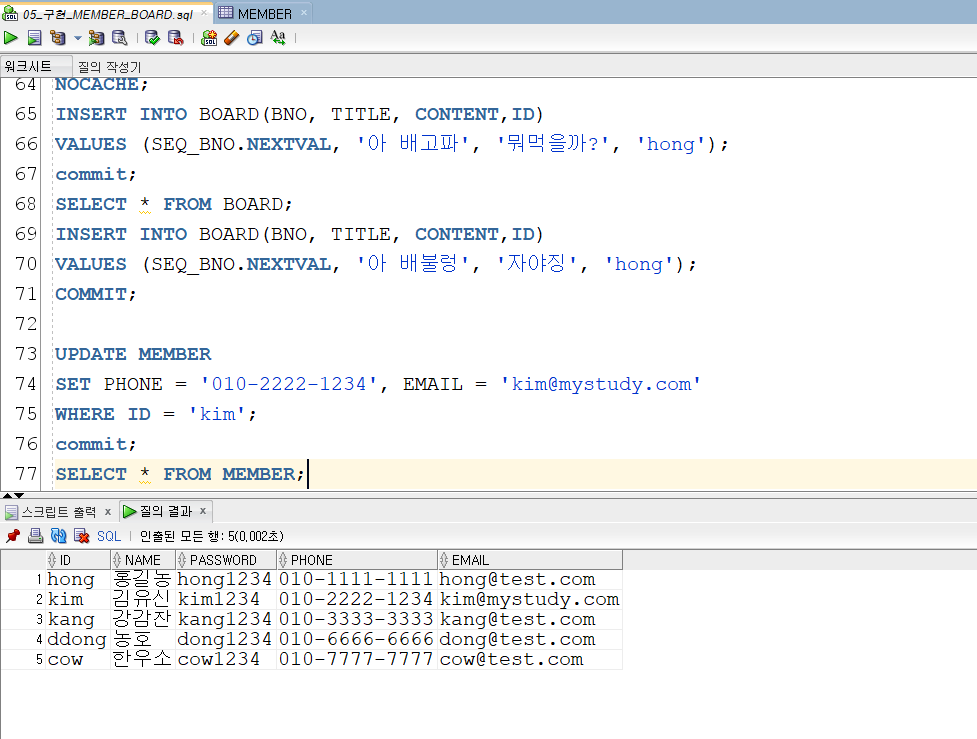 05_구현_MEMBER_BOARD.sql × MEMBER ×
워크시트 질의 작성기
64 NOCACHE;
65 INSERT INTO BOARD(BNO, TITLE, CONTENT,ID)
66 VALUES (SEQ_BNO.NEXTVAL, '아 배고파', '뭐먹을까?', 'hong');
67 commit;
68 SELECT * FROM BOARD;
69 INSERT INTO BOARD(BNO, TITLE, CONTENT,ID)
70 VALUES (SEQ_BNO.NEXTVAL, '아 배불렁', '자야징', 'hong');
71 COMMIT;
72
73 UPDATE MEMBER
74 SET PHONE = '010-2222-1234', EMAIL = 'kim@mystudy.com'
75 WHERE ID = 'kim';
76 commit;
77 SELECT * FROM MEMBER;
스크립트 출력 × 질의 결과 ×
SQL | 인출된 모든 행: 5(0,002초)
ID NAME PASSWORD PHONE EMAIL
1 hong 홍길동 hong1234 010-1111-1111 hong@test.com
2 kim 김유신 kim1234 010-2222-1234 kim@mystudy.com
3 kang 강감찬 kang1234 010-3333-3333 kang@test.com
4 ddong 농호 dong1234 010-6666-6666 dong@test.com
5 cow 한우소 cow1234 010-7777-7777 cow@test.com